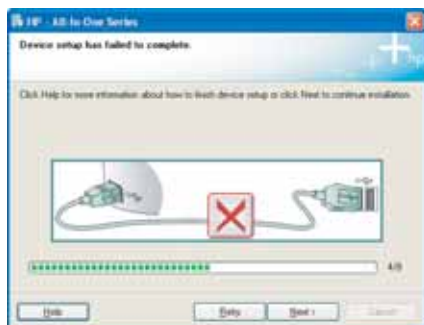 HP - All-In-One Series
Device setup has failed to complete.
hp
Click Help for more information about how to finish device setup or click Next to continue installation.
4/8
Help
Retry
Next >
Cancel